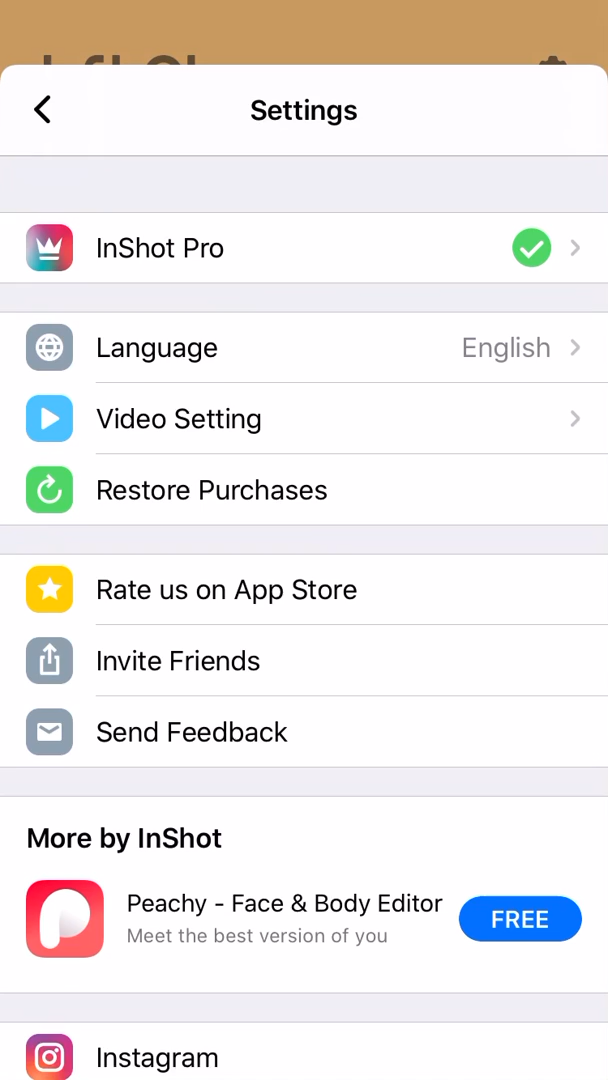 Settings
InShot Pro
Language English
Video Setting
Restore Purchases
Rate us on App Store
Invite Friends
Send Feedback
More by InShot
Peachy - Face & Body Editor
Meet the best version of you
FREE
Instagram